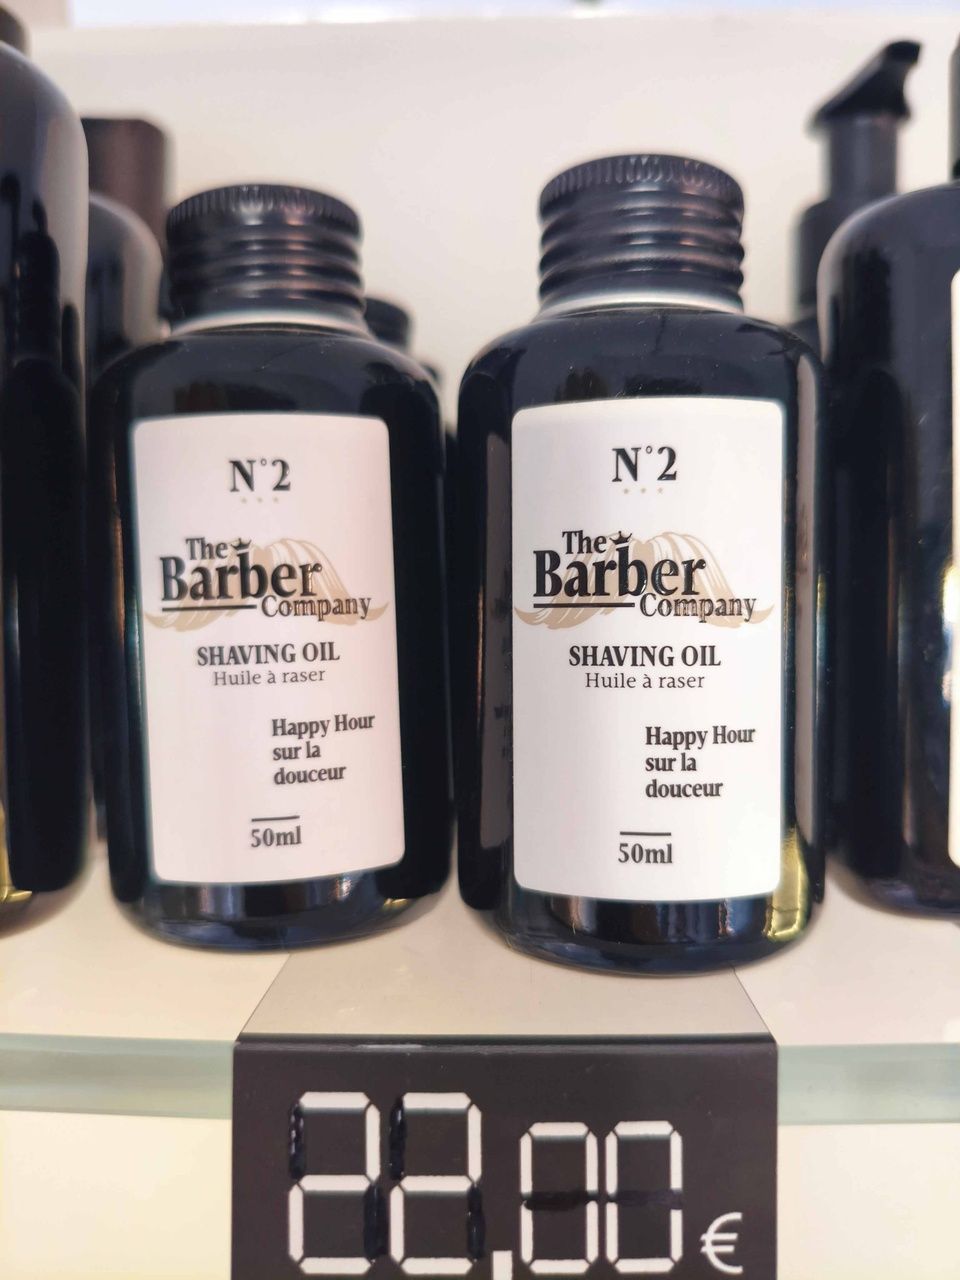 N°2
The
Barber
Company
SHAVING OIL
Huile à raser
Happy Hour
sur la
douceur
50ml
N°2
The
Barber
Company
SHAVING OIL
Huile à raser
Happy Hour
sur la
douceur
50ml
22,00 €